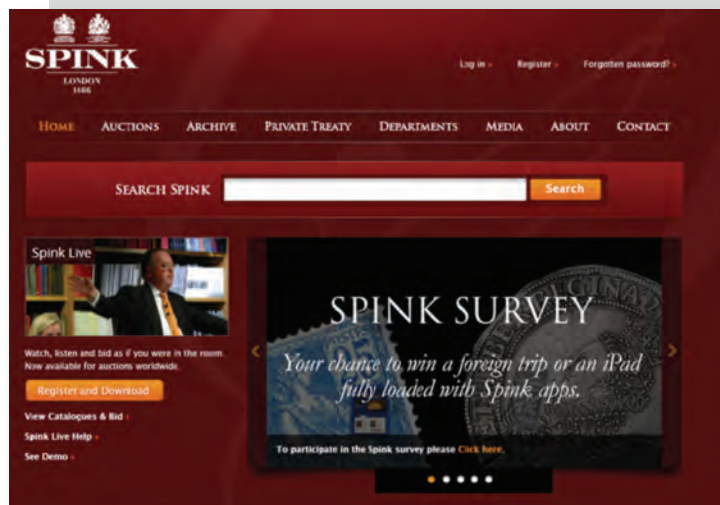 SPINK
LONDON
1666
Log in
Register
Forgotten password?
HOME AUCTIONS ARCHIVE PRIVATE TREATY DEPARTMENTS MEDIA ABOUT CONTACT
SEARCH SPINK
Search
Spink Live
Watch, listen and bid as if you were in the room.
Now available for auctions worldwide.
Register and Download
View Catalogues & Bid
Spink Live Help
See Demo
SPINK SURVEY
Your chance to win a foreign trip or an iPad
fully loaded with Spink apps.
To participate in the Spink survey please Click here.